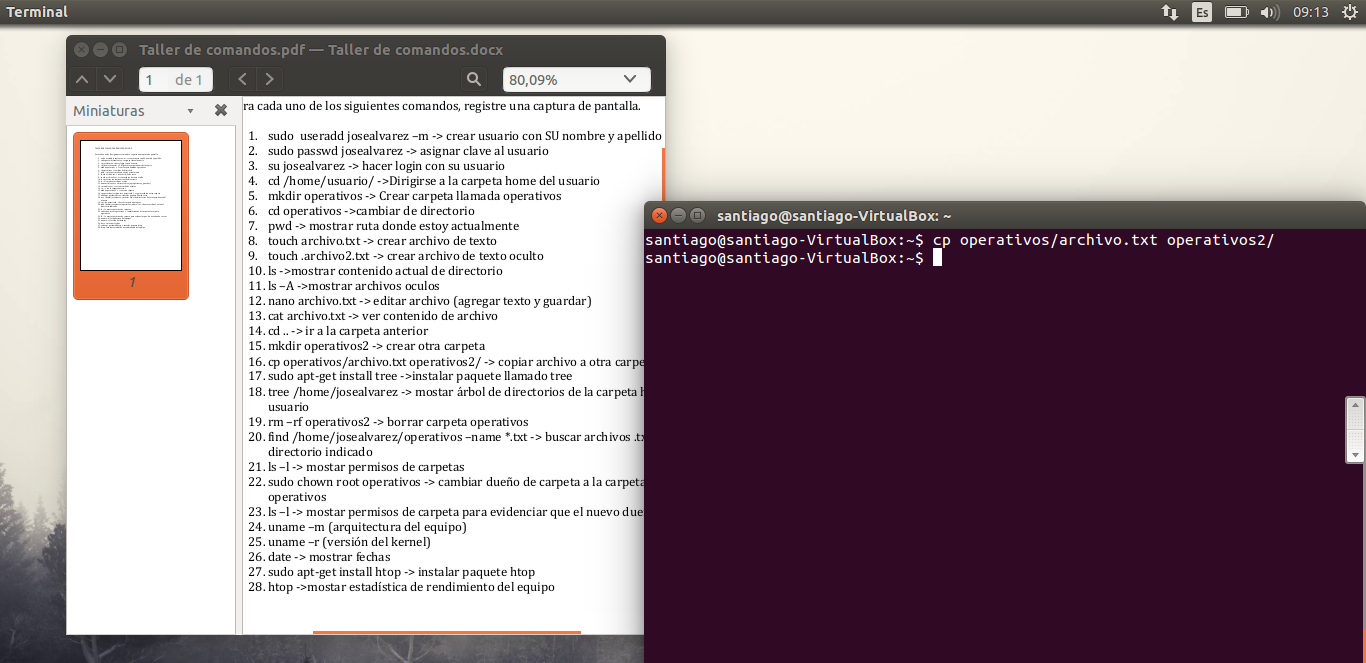 Terminal
Es
09:13
Taller de comandos.pdf — Taller de comandos.docx
1 de 1
80,09%
Miniaturas
1
ra cada uno de los siguientes comandos, registre una captura de pantalla.
1. sudo useradd josealvarez –m -> crear usuario con SU nombre y apellido
2. sudo passwd josealvarez -> asignar clave al usuario
3. su josealvarez -> hacer login con su usuario
4. cd /home/usuario/ ->Dirigirse a la carpeta home del usuario
5. mkdir operativos -> Crear carpeta llamada operativos
6. cd operativos ->cambiar de directorio
7. pwd -> mostrar ruta donde estoy actualmente
8. touch archivo.txt -> crear archivo de texto
9. touch .archivo2.txt -> crear archivo de texto oculto
10. ls ->mostrar contenido actual de directorio
11. ls –A ->mostrar archivos oculos
12. nano archivo.txt -> editar archivo (agregar texto y guardar)
13. cat archivo.txt -> ver contenido de archivo
14. cd .. -> ir a la carpeta anterior
15. mkdir operativos2 -> crear otra carpeta
16. cp operativos/archivo.txt operativos2/ -> copiar archivo a otra carpe
17. sudo apt-get install tree ->instalar paquete llamado tree
18. tree /home/josealvarez -> mostar árbol de directorios de la carpeta h
usuario
19. rm –rf operativos2 -> borrar carpeta operativos
20. find /home/josealvarez/operativos –name *.txt -> buscar archivos .tx
directorio indicado
21. ls –l -> mostar permisos de carpetas
22. sudo chown root operativos -> cambiar dueño de carpeta a la carpeta
operativos
23. ls –l -> mostar permisos de carpeta para evidenciar que el nuevo due
24. uname –m (arquitectura del equipo)
25. uname –r (versión del kernel)
26. date -> mostrar fechas
27. sudo apt-get install htop -> instalar paquete htop
28. htop ->mostar estadística de rendimiento del equipo
santiago@santiago-VirtualBox: ~
santiago@santiago-VirtualBox:~$ cp operativos/archivo.txt operativos2/
santiago@santiago-VirtualBox:~$